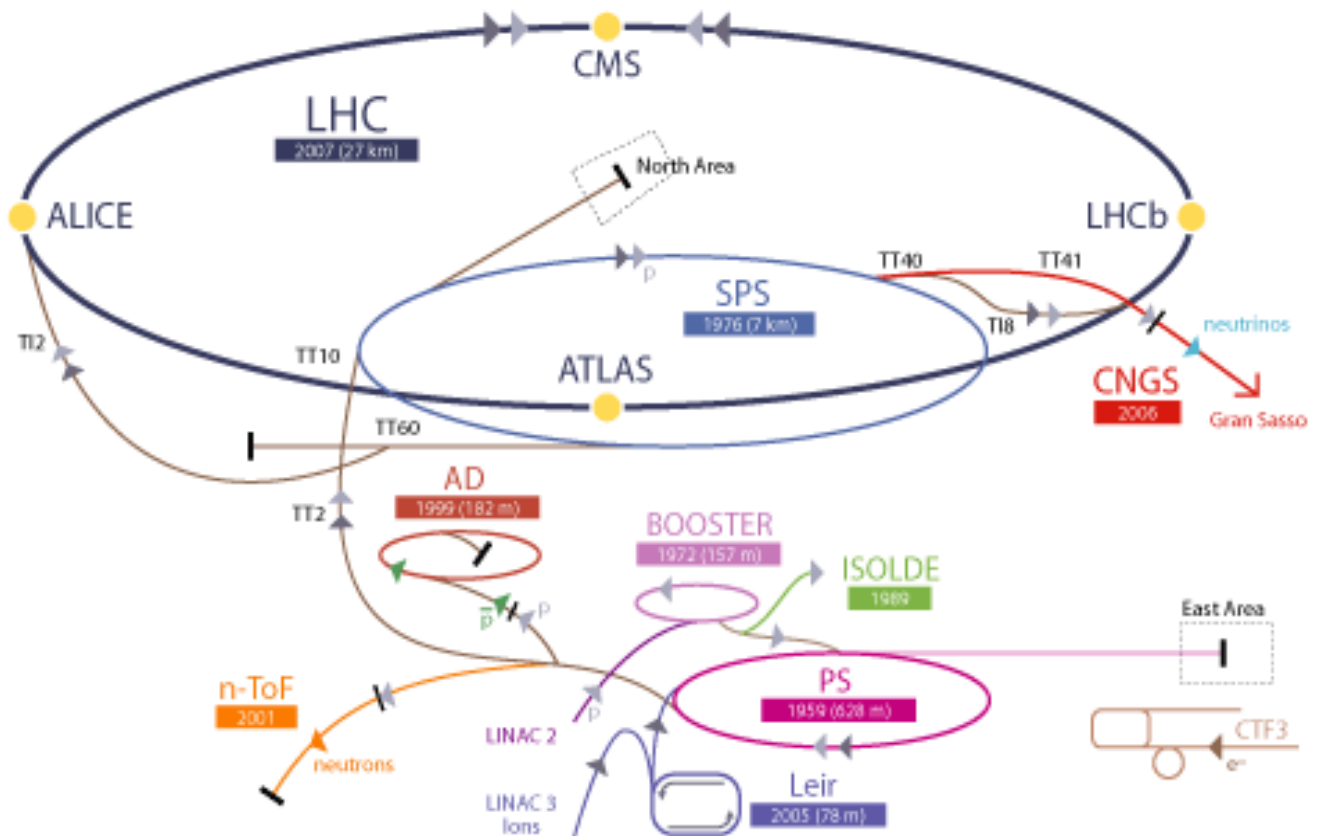 CMS
LHC
2007 (27 km)
North Area
ALICE
LHCb
TT40
TT41
p
SPS
1976 (7 km)
TI8
neutrinos
TI2
TT10
ATLAS
CNGS
2006
Gran Sasso
TT60
AD
1999 (182 m)
TT2
BOOSTER
1972 (157 m)
ISOLDE
1989
East Area
p
p̅
n-ToF
2001
PS
1959 (628 m)
p
LINAC 2
neutrons
CTF3
e⁻
LINAC 3
Ions
Leir
2005 (78 m)